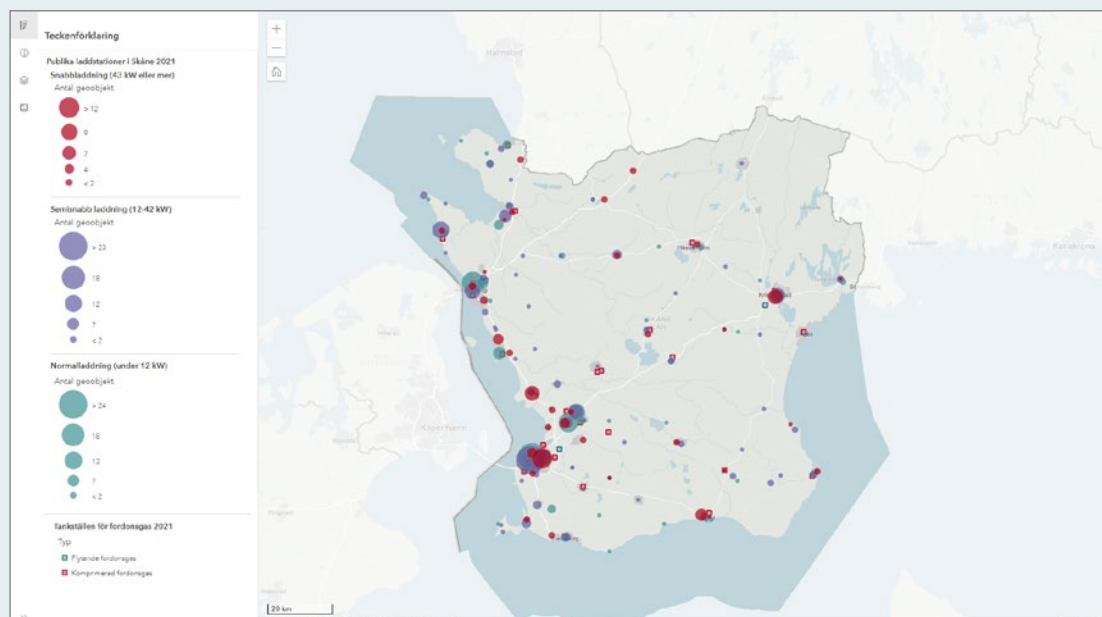 Teckenförklaring
Publika laddstationer i Skåne 2021
Snabbladdning (43 kW eller mer)
Antal geoobjekt
> 12
9
7
4
< 2
Semisnabb laddning (12-42 kW)
Antal geoobjekt
> 23
18
12
7
< 2
Normalladdning (under 12 kW)
Antal geoobjekt
> 24
18
12
7
< 2
Tankställen för fordonsgas 2021
Typ
Flytande fordonsgas
Komprimerad fordonsgas
+
−
Halmstad
Karlskrona
20 km